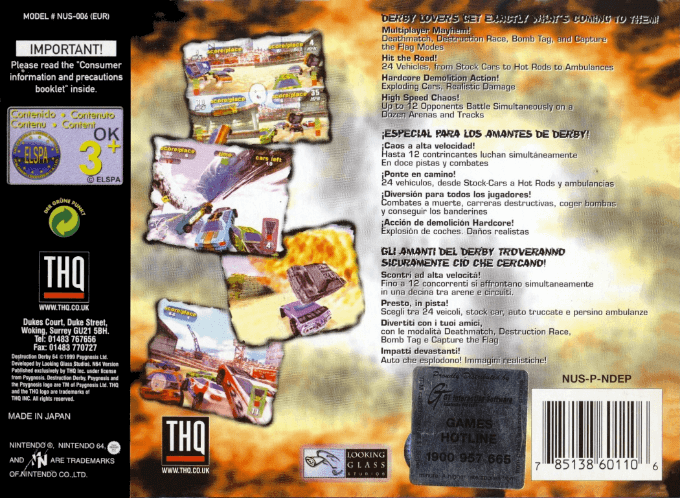 MODEL # NUS-006 (EUR)
IMPORTANT!
Please read the "Consumer
information and precautions
booklet" inside.
Contenido • Contenuto
Contenu • Content
OK
3+
ELSPA
© ELSPA
DER GRÜNE PUNKT
THQ
WWW.THQ.CO.UK
Dukes Court, Duke Street,
Woking, Surrey GU21 5BH.
Tel: 01483 767656
Fax: 01483 770727
Destruction Derby 64 ©1999 Psygnosis Ltd.
Developed by Looking Glass Studios. N64 Version
Published exclusively by THQ Inc. under license
from Psygnosis. Destruction Derby, Psygnosis and
the Psygnosis logo are TM of Psygnosis Ltd. THQ
and the THQ logo are trademarks of
THQ INC. All rights reserved.
MADE IN JAPAN
NINTENDO ®, NINTENDO 64,
AND N ARE TRADEMARKS
OF NINTENDO CO.,LTD.
DERBY LOVERS GET EXACTLY WHAT'S COMING TO THEM!
Multiplayer Mayhem!
Deathmatch, Destruction Race, Bomb Tag, and Capture
the Flag Modes
Hit the Road!
24 Vehicles, from Stock Cars to Hot Rods to Ambulances
Hardcore Demolition Action!
Exploding Cars, Realistic Damage
High Speed Chaos!
Up to 12 Opponents Battle Simultaneously on a
Dozen Arenas and Tracks
¡ESPECIAL PARA LOS AMANTES DE DERBY!
¡Caos a alta velocidad!
Hasta 12 contrincantes luchan simultáneamente
En doce pistas y combates
¡Ponte en camino!
24 vehiculos, desde Stock-Cars a Hot Rods y ambulancias
¡Diversión para todos los jugadores!
Combates a muerte, carreras destructivas, coger bombas
y conseguir los banderines
¡Acción de demolición Hardcore!
Explosión de coches. Daños realistas
GLI AMANTI DEL DERBY TROVERANNO
SICURAMENTE CIÒ CHE CERCANO!
Scontri ad alta velocità!
Fino a 12 concorrenti si affrontano simultaneamente
in una decina tra arene e circuiti.
Presto, in pista!
Scegli tra 24 veicoli, stock car, auto truccate e persino ambulanze
Divertiti con i tuoi amici,
con le modalità Deathmatch, Destruction Race,
Bomb Tag e Capture the Flag
Impatti devastanti!
Auto che esplodono! Immagini realistiche!
NUS-P-NDEP
THQ
WWW.THQ.CO.UK
LOOKING
GLASS
STUDIOS
GT Interactive Software
GAMES
HOTLINE
1900 957 665
7 85138 60110 6